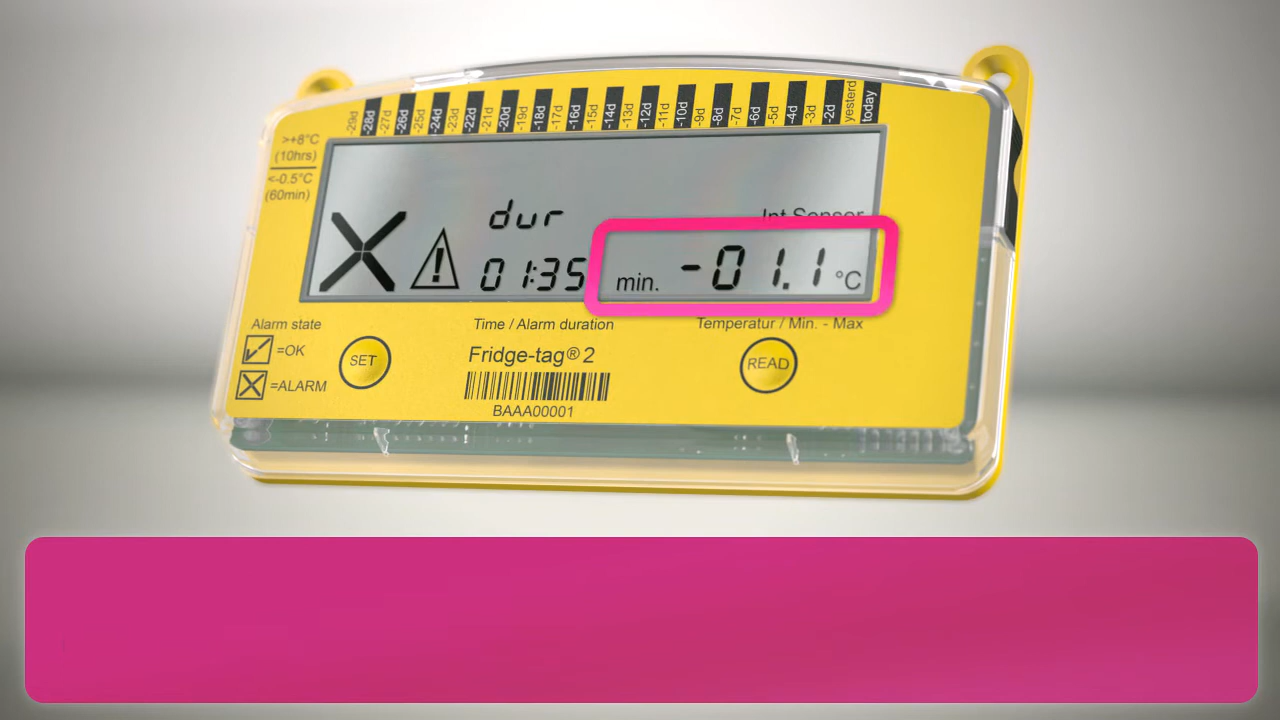 -29d -28d -27d -26d -25d -24d -23d -22d -21d -20d -19d -18d -17d -16d -15d -14d -13d -12d -11d -10d -9d -8d -7d -6d -5d -4d -3d -2d yesterd today
>+8°C
(10hrs)
<-0.5°C
(60min)
dur
Int Sensor
01:35
min. -01.1 °C
Alarm state
Time / Alarm duration
Temperatur / Min. - Max
=OK
SET
Fridge-tag® 2
READ
=ALARM
BAAA00001